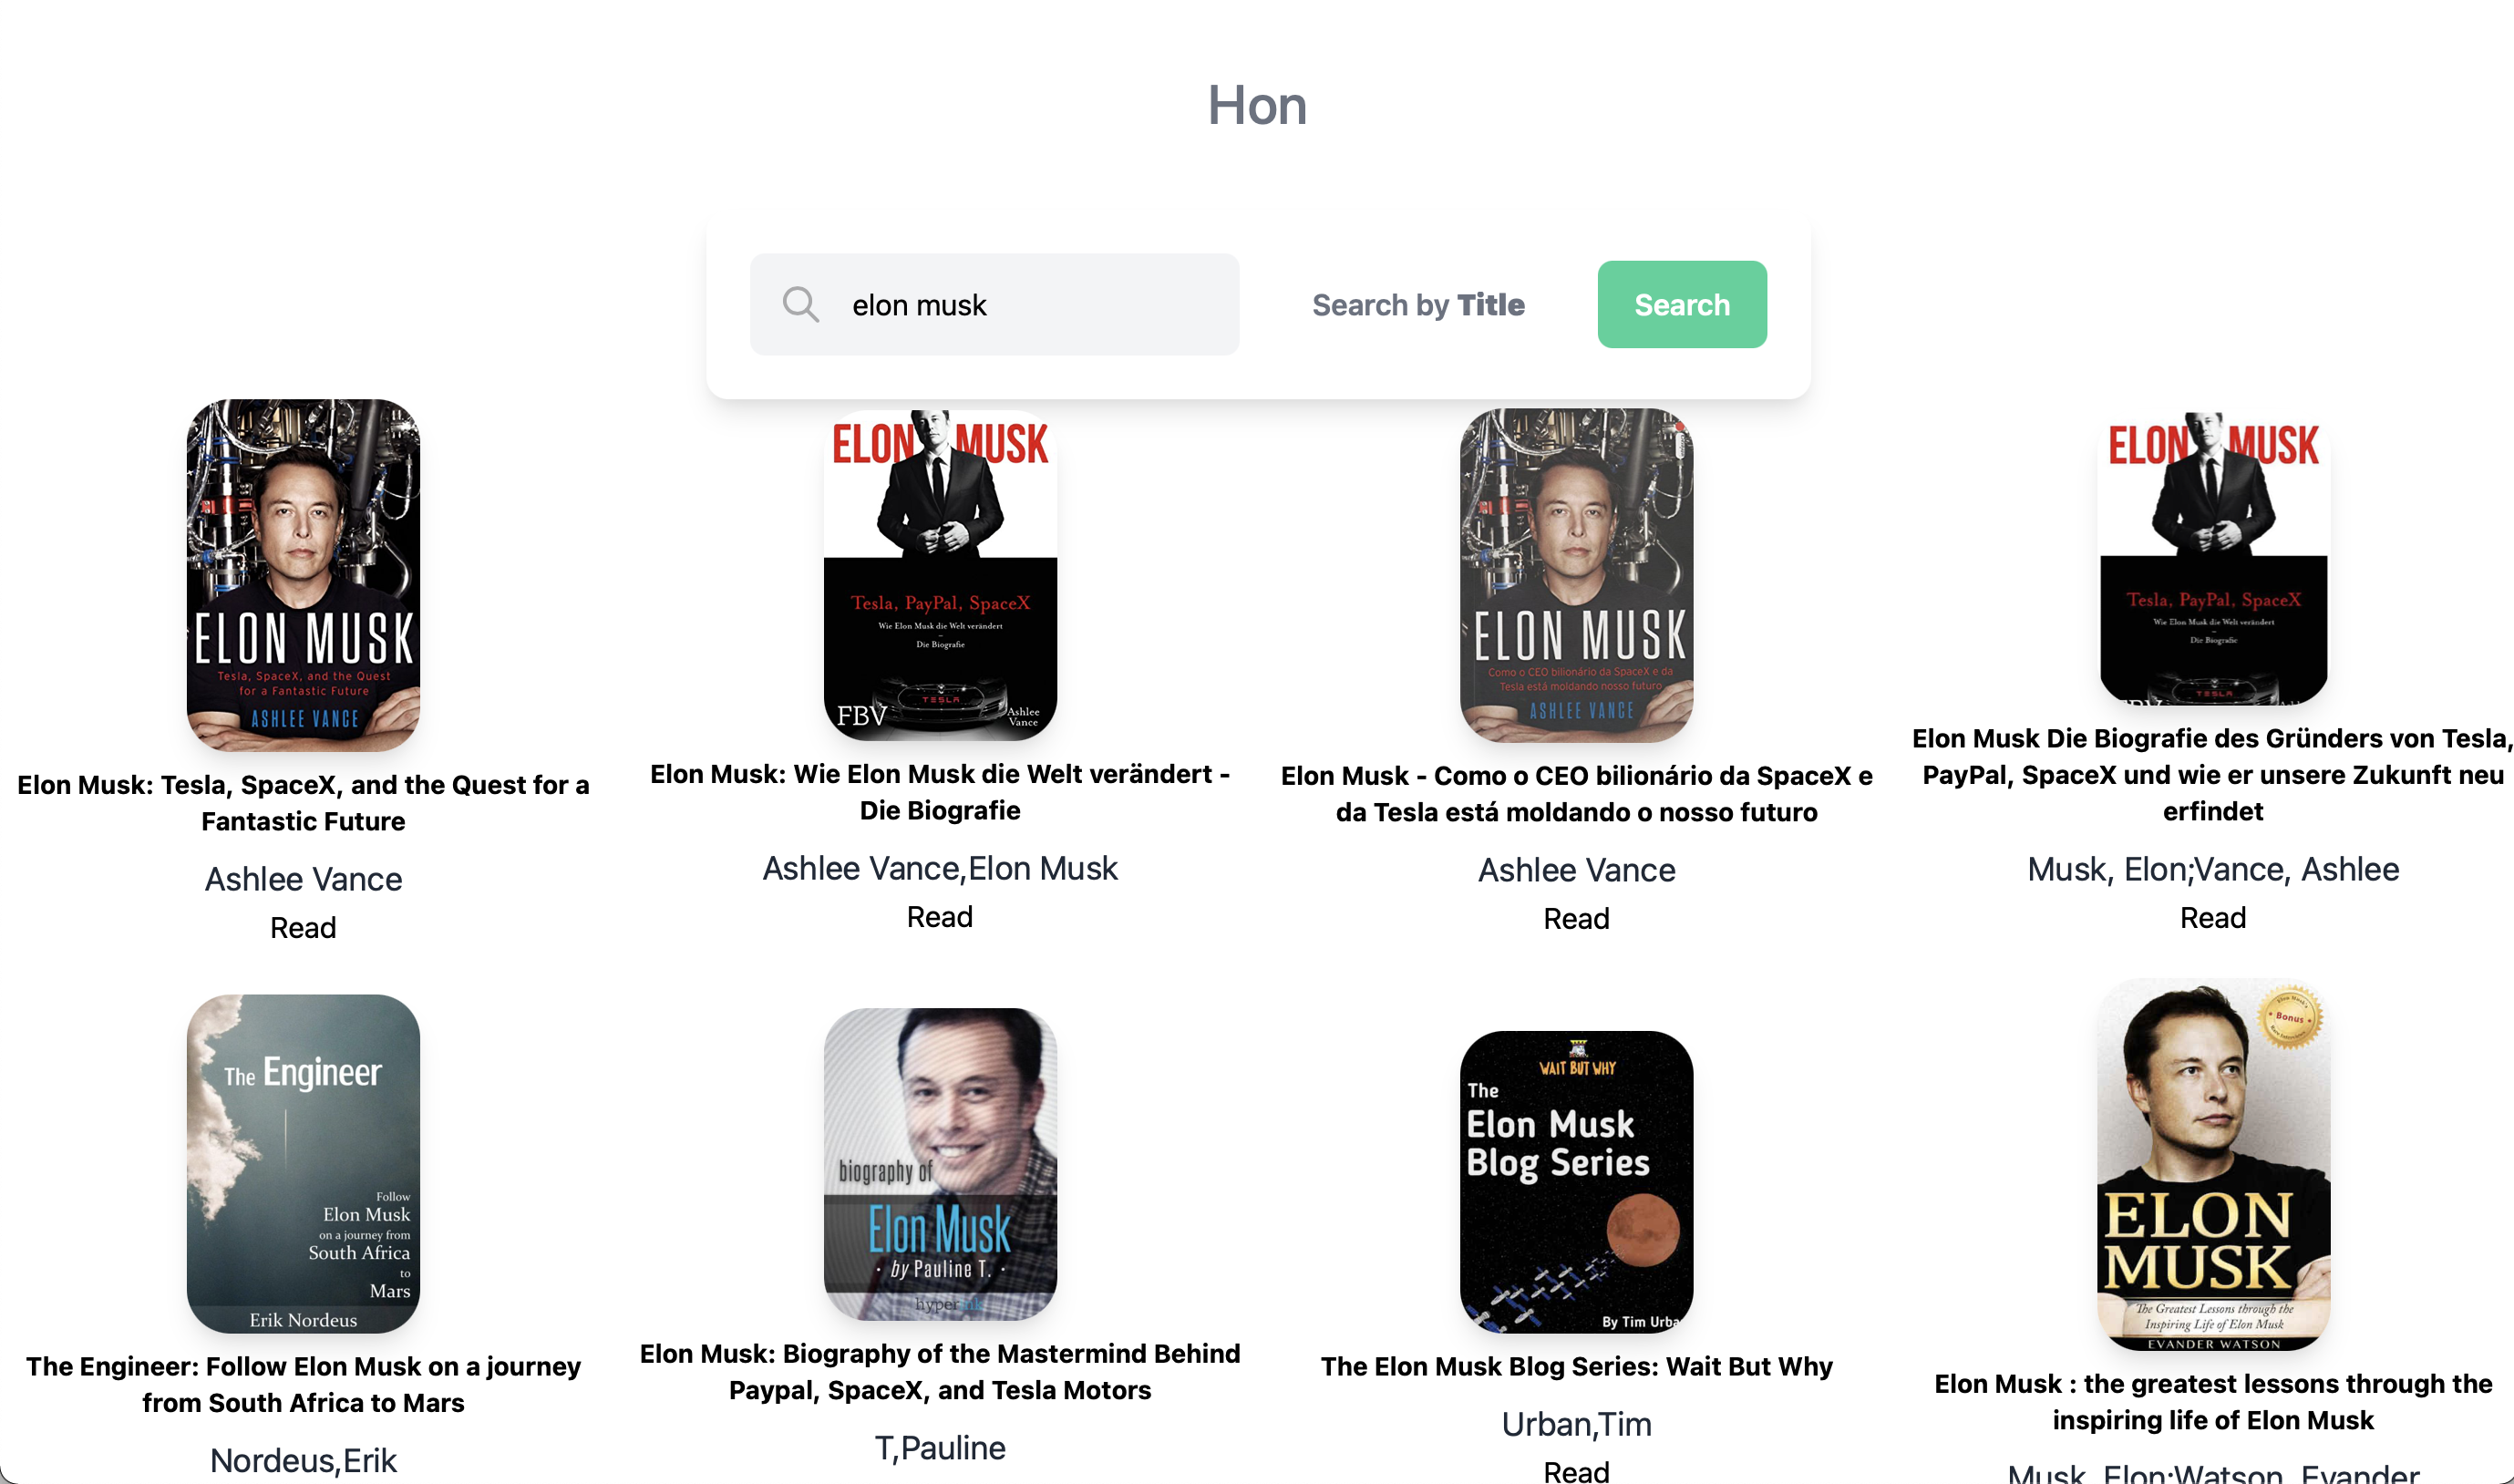 Hon
elon musk
Search by Title
Search
ELON MUSK
Tesla, SpaceX, and the Quest
for a Fantastic Future
ASHLEE VANCE
Elon Musk: Tesla, SpaceX, and the Quest for a
Fantastic Future
Ashlee Vance
Read
ELON MUSK
Tesla, PayPal, SpaceX
Wie Elon Musk die Welt verändert
–
Die Biografie
TESLA
FBV
Ashlee
Vance
Elon Musk: Wie Elon Musk die Welt verändert -
Die Biografie
Ashlee Vance,Elon Musk
Read
ELON MUSK
Como o CEO bilionário da SpaceX e da
Tesla está moldando nosso futuro
ASHLEE VANCE
Elon Musk - Como o CEO bilionário da SpaceX e
da Tesla está moldando o nosso futuro
Ashlee Vance
Read
ELON MUSK
Tesla, PayPal, SpaceX
Wie Elon Musk die Welt verändert
–
Die Biografie
TESLA
Elon Musk Die Biografie des Gründers von Tesla,
PayPal, SpaceX und wie er unsere Zukunft neu
erfindet
Musk, Elon;Vance, Ashlee
Read
The Engineer
Follow
Elon Musk
on a journey from
South Africa
to
Mars
Erik Nordeus
The Engineer: Follow Elon Musk on a journey
from South Africa to Mars
Nordeus,Erik
biography of
Elon Musk
· by Pauline T. ·
hyperink
Elon Musk: Biography of the Mastermind Behind
Paypal, SpaceX, and Tesla Motors
T,Pauline
WAIT BUT WHY
The
Elon Musk
Blog Series
By Tim Urba
The Elon Musk Blog Series: Wait But Why
Urban,Tim
Read
Bonus
ELON
MUSK
The Greatest Lessons through the
Inspiring Life of Elon Musk
EVANDER WATSON
Elon Musk : the greatest lessons through the
inspiring life of Elon Musk
Musk, Elon;Watson, Evander